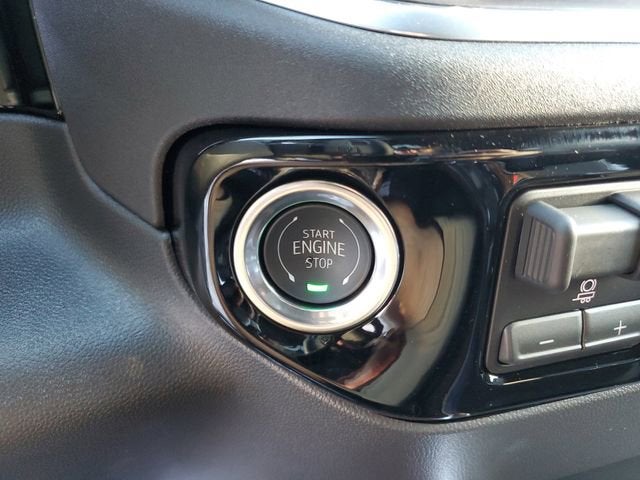 START
ENGINE
STOP
- +